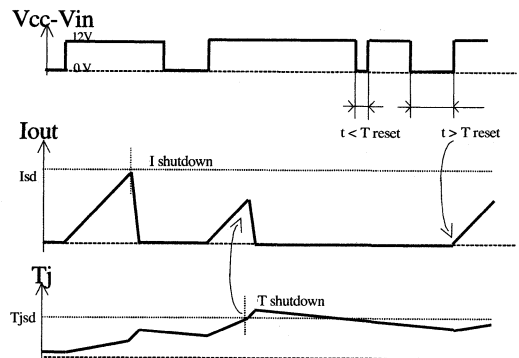 Vcc-Vin
12V
0 V
t < T reset
t > T reset
Iout
I shutdown
Isd
Tj
T shutdown
Tjsd